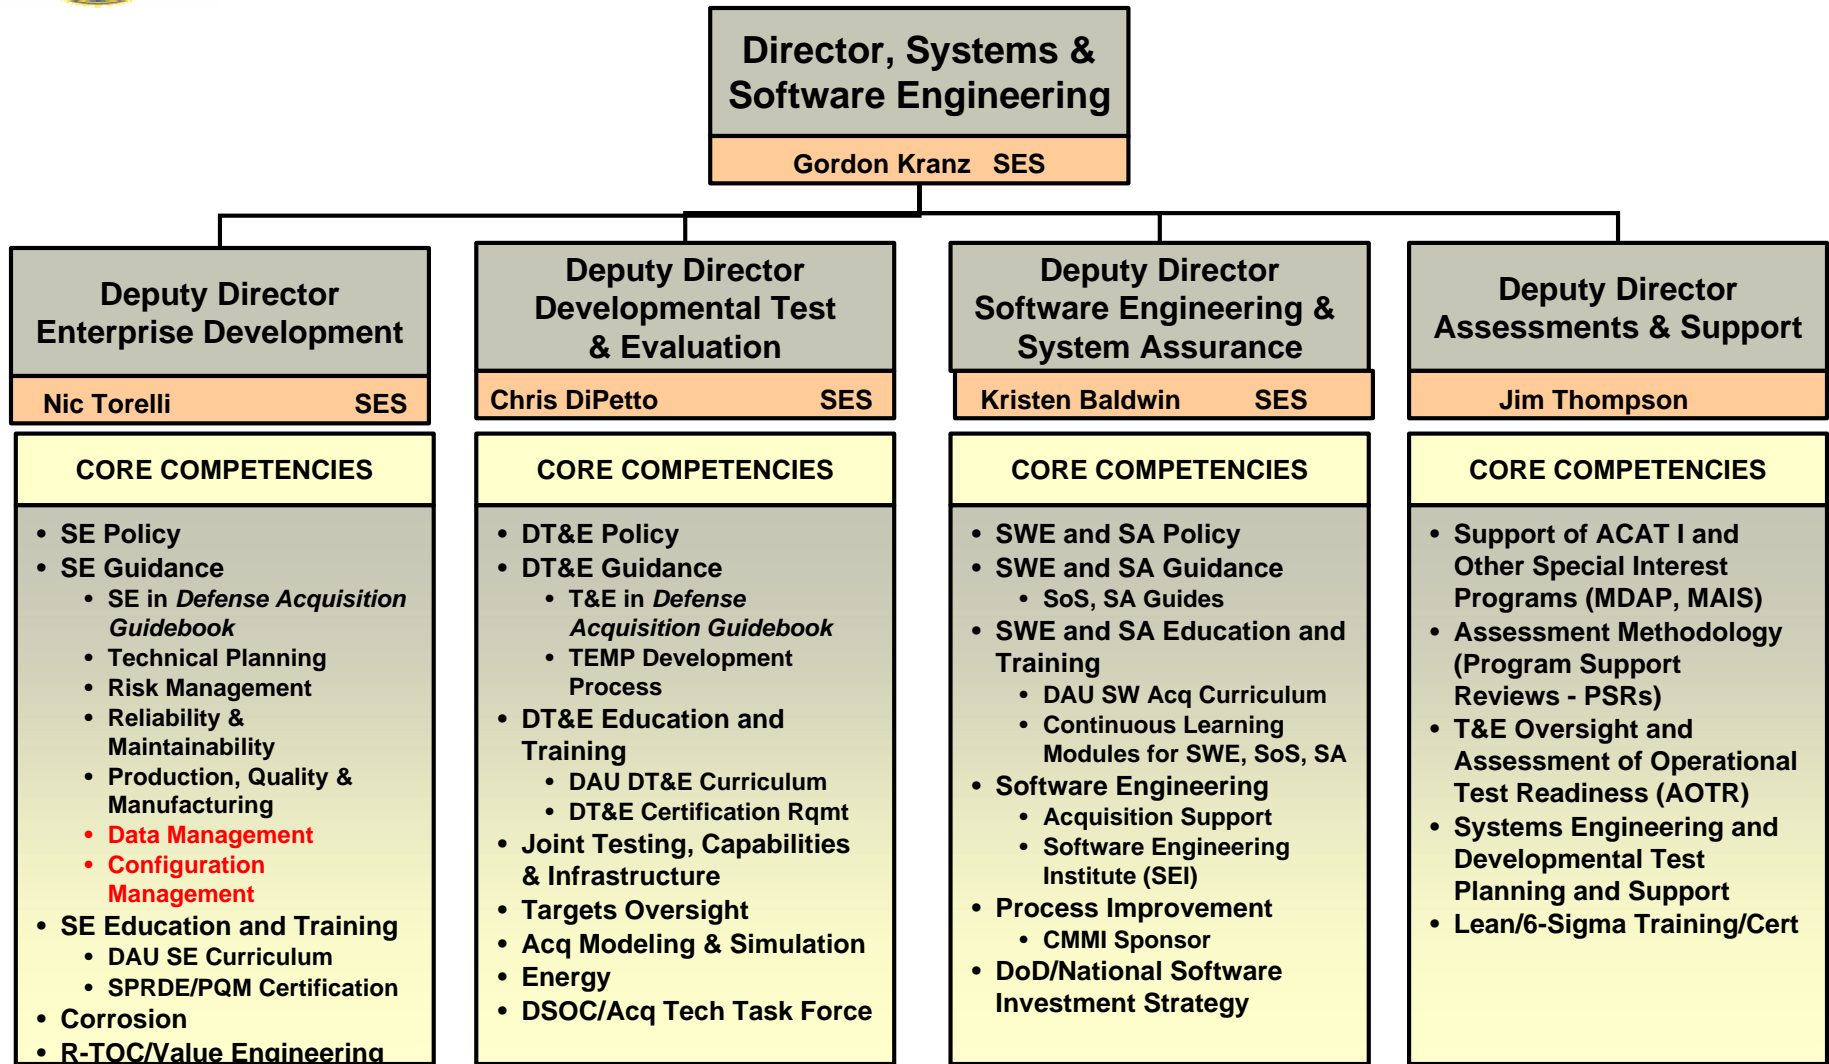 Director, Systems &
Software Engineering
Gordon Kranz SES
Deputy Director
Enterprise Development
Nic Torelli SES
CORE COMPETENCIES
• SE Policy
• SE Guidance
• SE in Defense Acquisition
Guidebook
• Technical Planning
• Risk Management
• Reliability &
Maintainability
• Production, Quality &
Manufacturing
• Data Management
• Configuration
Management
• SE Education and Training
• DAU SE Curriculum
• SPRDE/PQM Certification
• Corrosion
• R-TOC/Value Engineering
Deputy Director
Developmental Test
& Evaluation
Chris DiPetto SES
CORE COMPETENCIES
• DT&E Policy
• DT&E Guidance
• T&E in Defense
Acquisition Guidebook
• TEMP Development
Process
• DT&E Education and
Training
• DAU DT&E Curriculum
• DT&E Certification Rqmt
• Joint Testing, Capabilities
& Infrastructure
• Targets Oversight
• Acq Modeling & Simulation
• Energy
• DSOC/Acq Tech Task Force
Deputy Director
Software Engineering &
System Assurance
Kristen Baldwin SES
CORE COMPETENCIES
• SWE and SA Policy
• SWE and SA Guidance
• SoS, SA Guides
• SWE and SA Education and
Training
• DAU SW Acq Curriculum
• Continuous Learning
Modules for SWE, SoS, SA
• Software Engineering
• Acquisition Support
• Software Engineering
Institute (SEI)
• Process Improvement
• CMMI Sponsor
• DoD/National Software
Investment Strategy
Deputy Director
Assessments & Support
Jim Thompson
CORE COMPETENCIES
• Support of ACAT I and
Other Special Interest
Programs (MDAP, MAIS)
• Assessment Methodology
(Program Support
Reviews - PSRs)
• T&E Oversight and
Assessment of Operational
Test Readiness (AOTR)
• Systems Engineering and
Developmental Test
Planning and Support
• Lean/6-Sigma Training/Cert